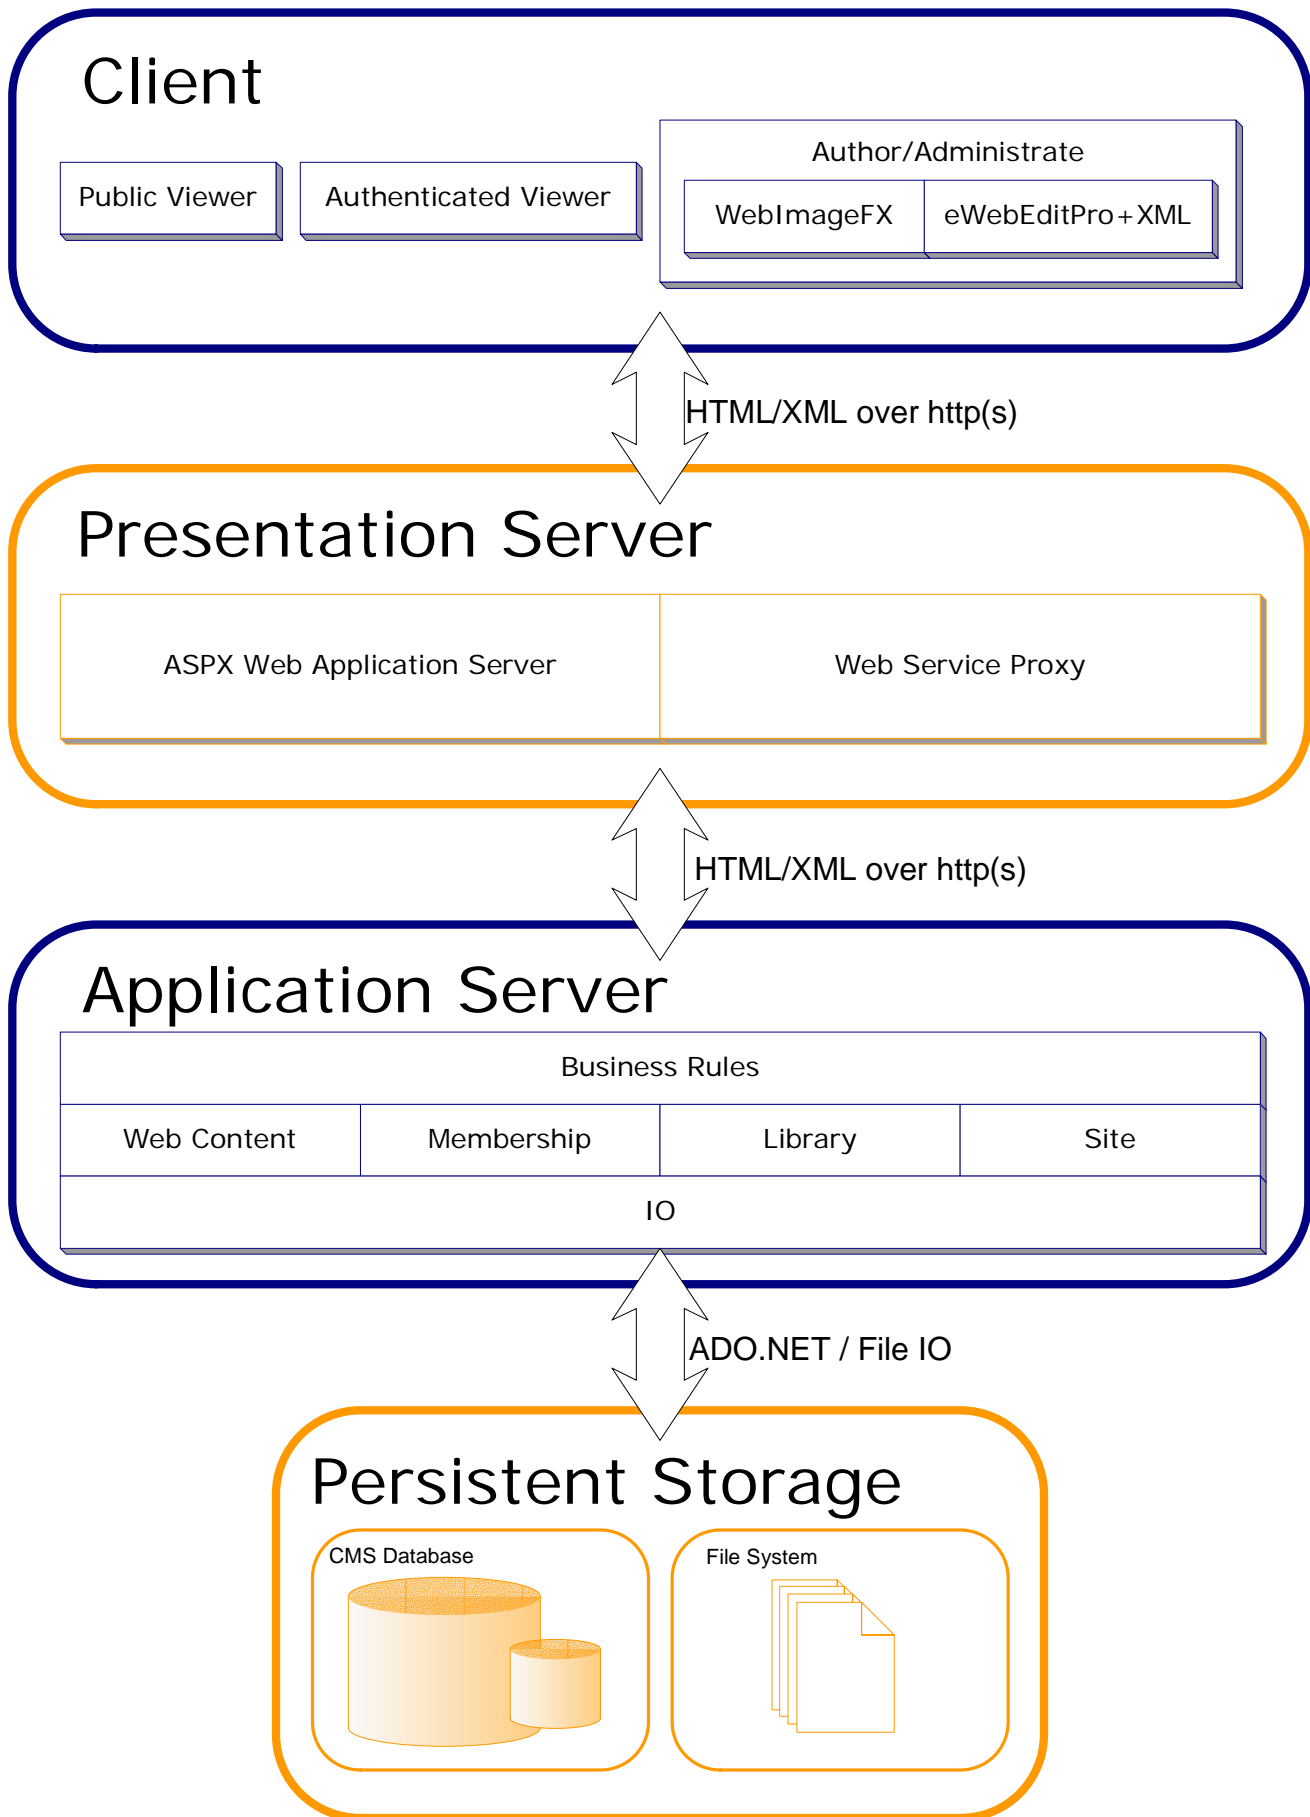 Client
Public Viewer
Authenticated Viewer
Author/Administrate
WebImageFX
eWebEditPro+XML
HTML/XML over http(s)
Presentation Server
ASPX Web Application Server
Web Service Proxy
HTML/XML over http(s)
Application Server
Business Rules
Web Content
Membership
Library
Site
IO
ADO.NET / File IO
Persistent Storage
CMS Database
File System